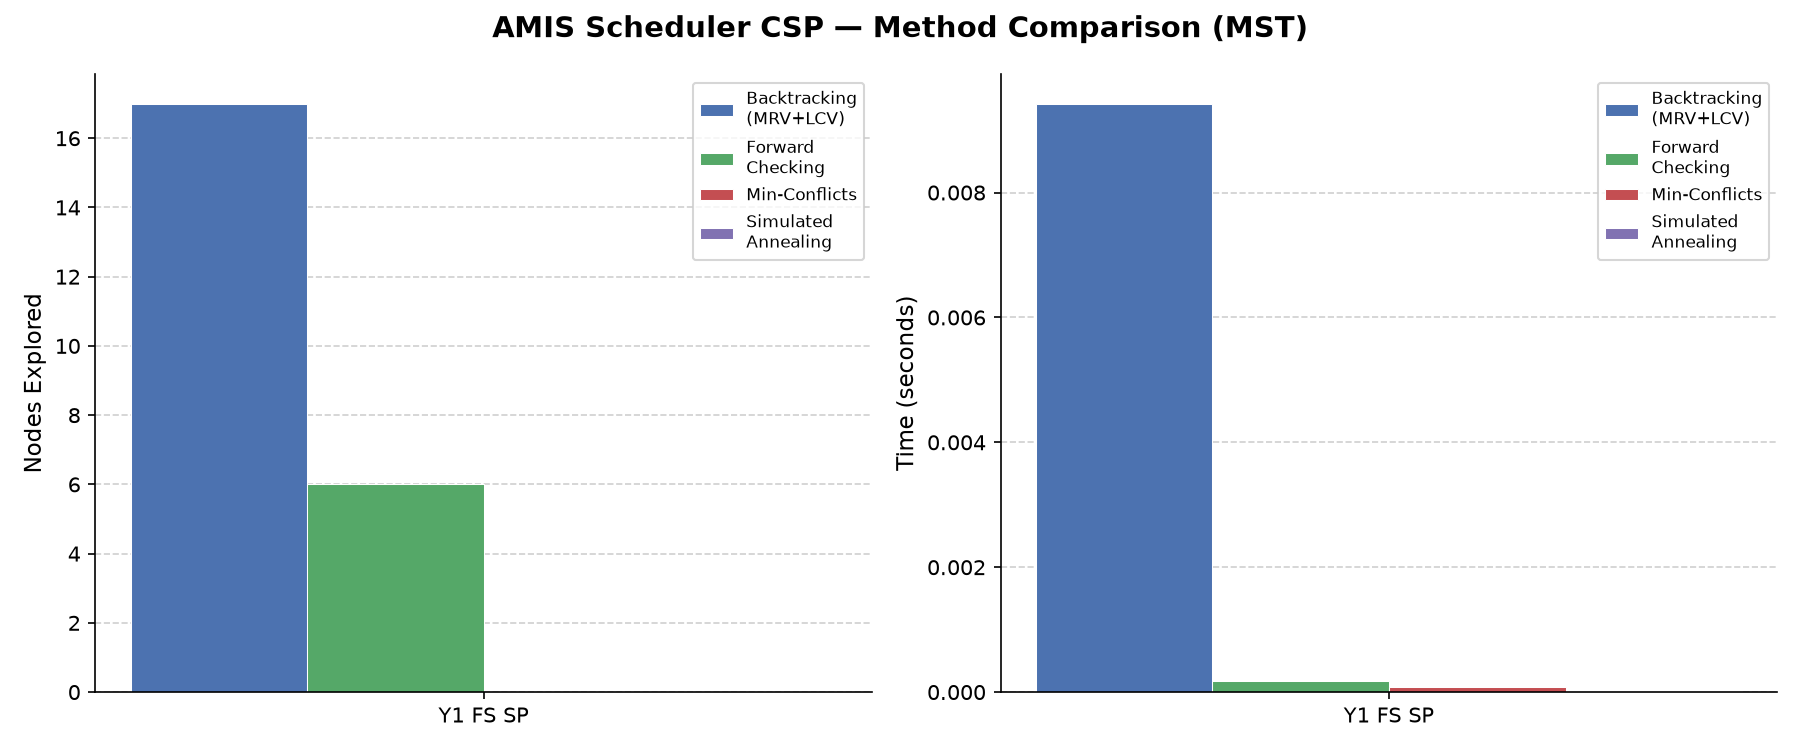 AMIS Scheduler CSP — Method Comparison (MST)
Nodes Explored
16
14
12
10
8
6
4
2
0
Y1 FS SP
Backtracking
(MRV+LCV)
Forward
Checking
Min-Conflicts
Simulated
Annealing
Time (seconds)
0.008
0.006
0.004
0.002
0.000
Y1 FS SP
Backtracking
(MRV+LCV)
Forward
Checking
Min-Conflicts
Simulated
Annealing